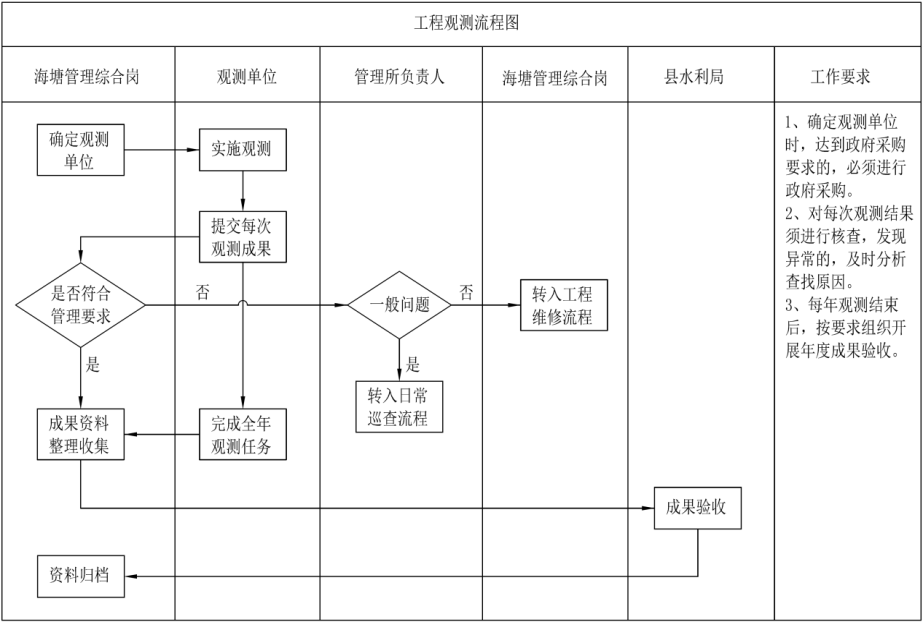 工程观测流程图
海塘管理综合岗
观测单位
管理所负责人
海塘管理综合岗
县水利局
工作要求
确定观测
单位
实施观测
提交每次
观测成果
是否符合
管理要求
否
一般问题
否
转入工程
维修流程
是
是
转入日常
巡查流程
成果资料
整理收集
完成全年
观测任务
成果验收
资料归档
1、确定观测单位
时，达到政府采购
要求的，必须进行
政府采购。
2、对每次观测结果
须进行核查，发现
异常的，及时分析
查找原因。
3、每年观测结束
后，按要求组织开
展年度成果验收。